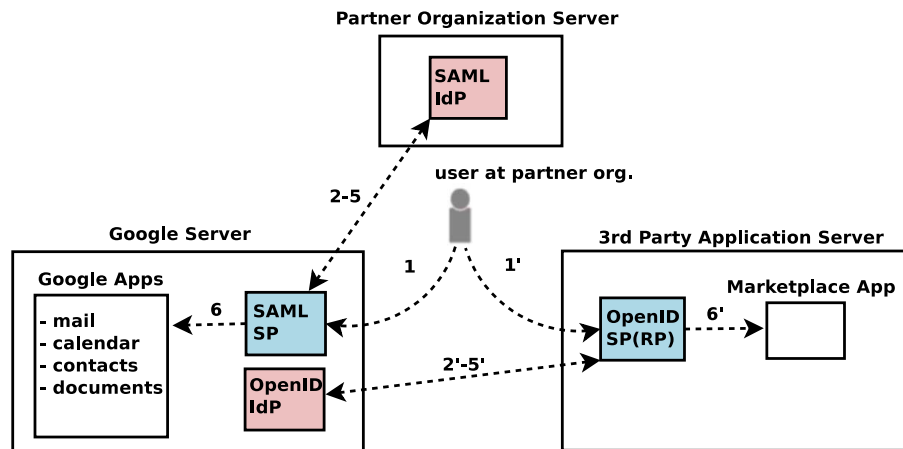 Partner Organization Server
SAML
IdP
user at partner org.
2-5
Google Server
3rd Party Application Server
1
1'
Google Apps
Marketplace App
6
SAML
SP
OpenID
SP(RP)
6'
- mail
- calendar
- contacts
- documents
2'-5'
OpenID
IdP